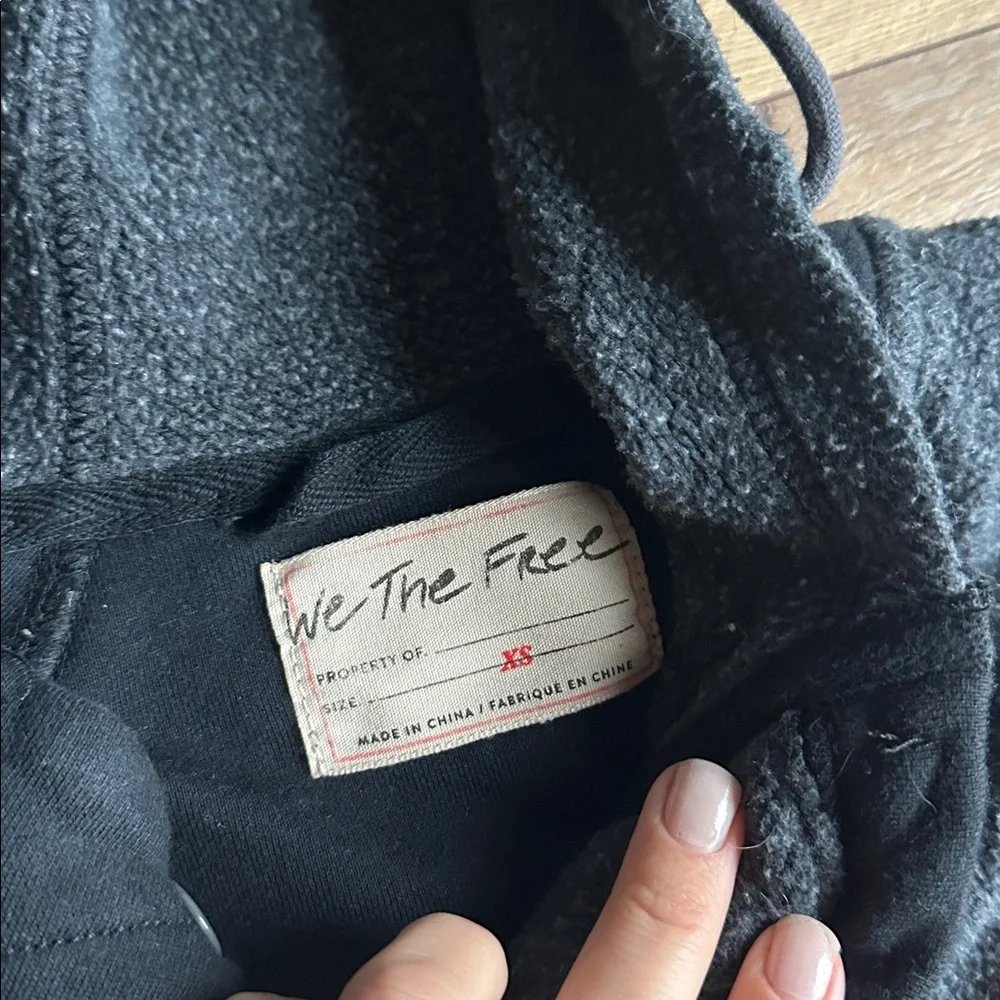 We The Free
PROPERTY OF.
SIZE. XS
MADE IN CHINA / FABRIQUÉ EN CHINE